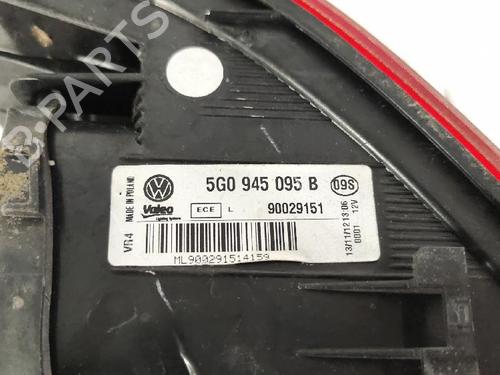 B-PARTS
MADE IN POLAND
VR4
VW
Valeo
5G0 945 095 B
09S
ECE L
90029151
13/11/12 13:06
0001 12V
ML900291514159